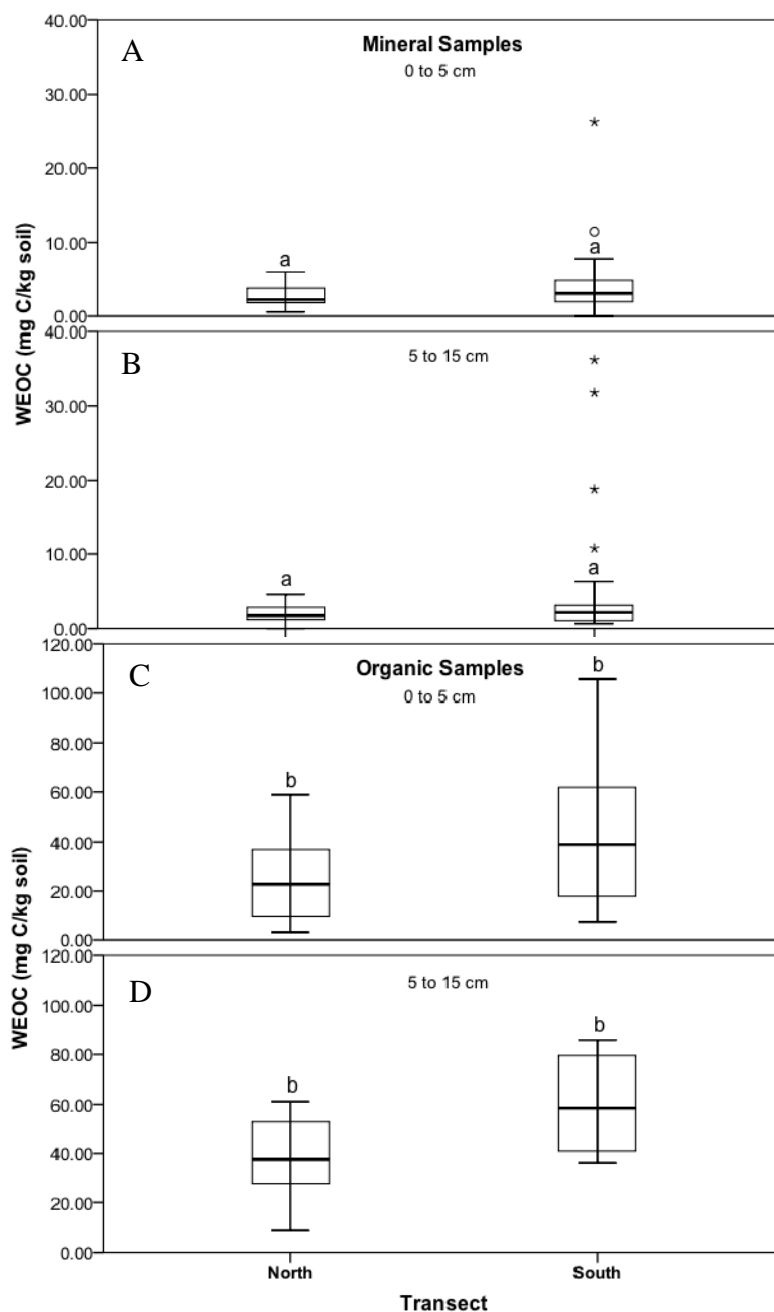 A
Mineral Samples
0 to 5 cm
40.00
30.00
20.00
10.00
0.00
a
a
WEOC (mg C/kg soil)
B
5 to 15 cm
40.00
30.00
20.00
10.00
0.00
a
a
C
Organic Samples
0 to 5 cm
120.00
100.00
80.00
60.00
40.00
20.00
0.00
b
b
WEOC (mg C/kg soil)
D
5 to 15 cm
120.00
100.00
80.00
60.00
40.00
20.00
0.00
b
b
North
South
Transect